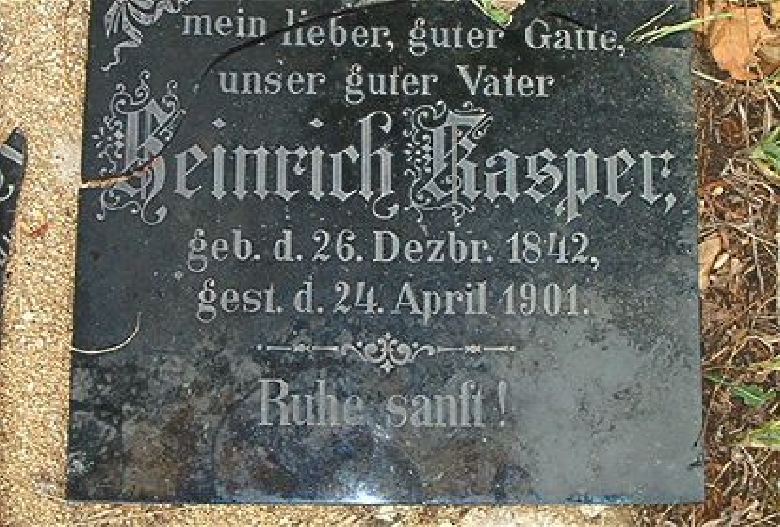 mein lieber, guter Gatte,
unser guter Vater
Heinrich Kasper,
geb. d. 26. Dezbr. 1842,
gest. d. 24. April 1901.
Ruhe sanft!